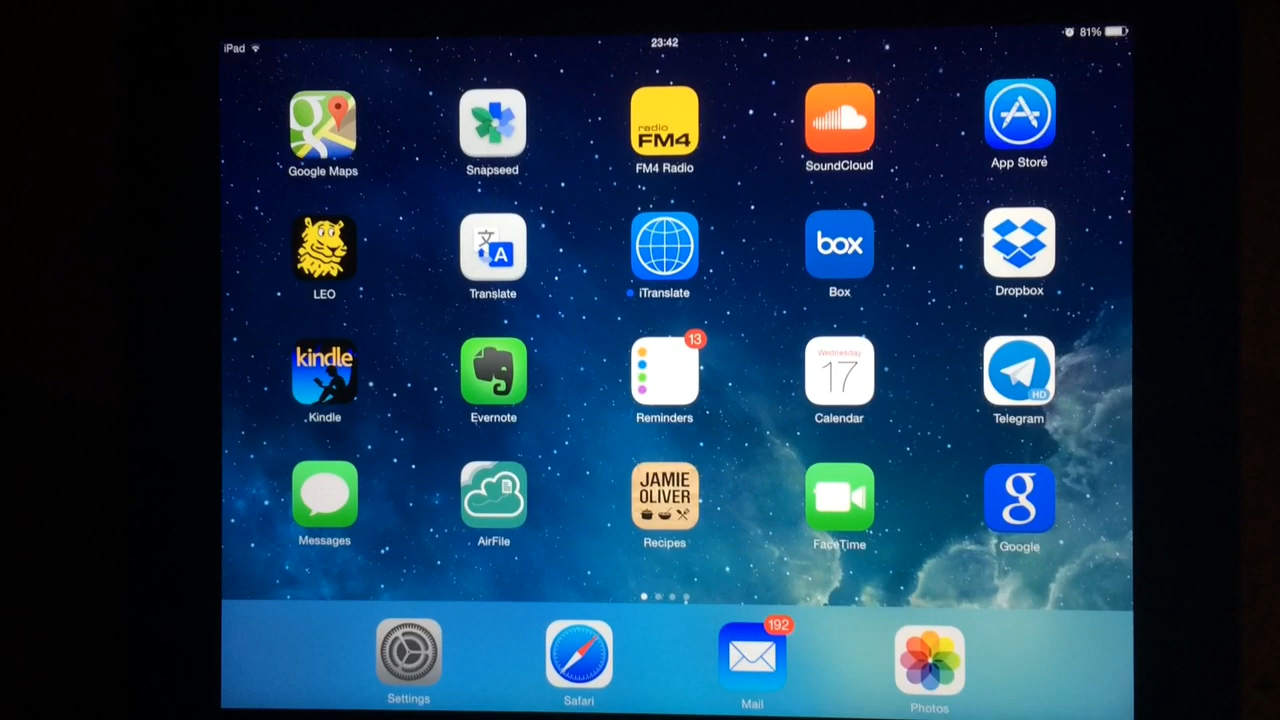 iPad
23:42
81%
Google Maps
Snapseed
radio
FM4
FM4 Radio
SoundCloud
App Store
LEO
文
A
Translate
iTranslate
box
Box
Dropbox
kindle
Kindle
Evernote
13
Reminders
Wednesday
17
Calendar
HD
Telegram
Messages
AirFile
JAMIE
OLIVER
Recipes
FaceTime
g
Google
Settings
Safari
192
Mail
Photos